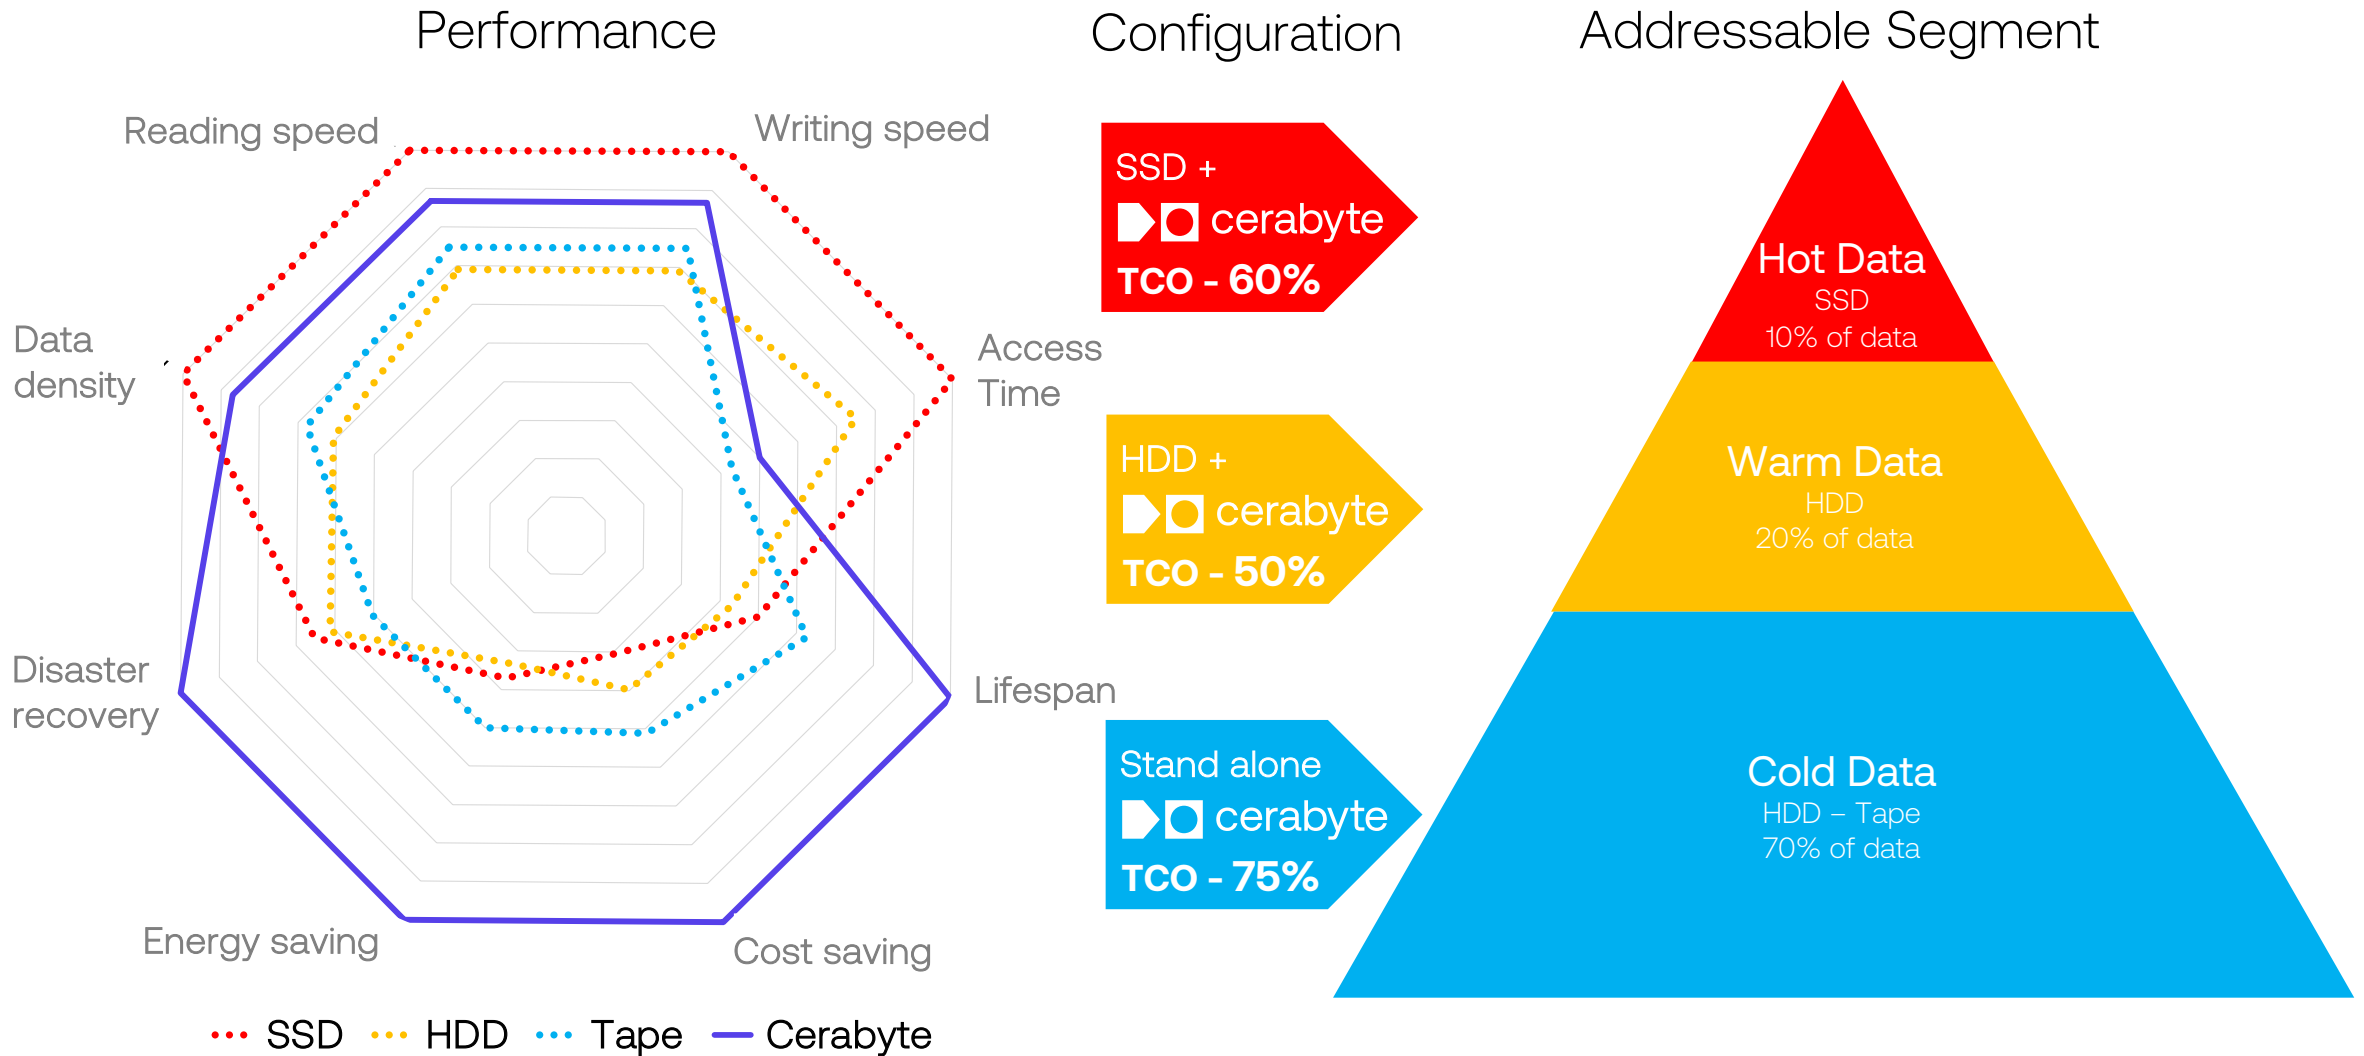 Performance
Reading speed
Writing speed
Data
density
Access
Time
Disaster
recovery
Lifespan
Energy saving
Cost saving
SSD
HDD
Tape
Cerabyte
Configuration
SSD +
cerabyte
TCO - 60%
HDD +
cerabyte
TCO - 50%
Stand alone
cerabyte
TCO - 75%
Addressable Segment
Hot Data
SSD
10% of data
Warm Data
HDD
20% of data
Cold Data
HDD – Tape
70% of data